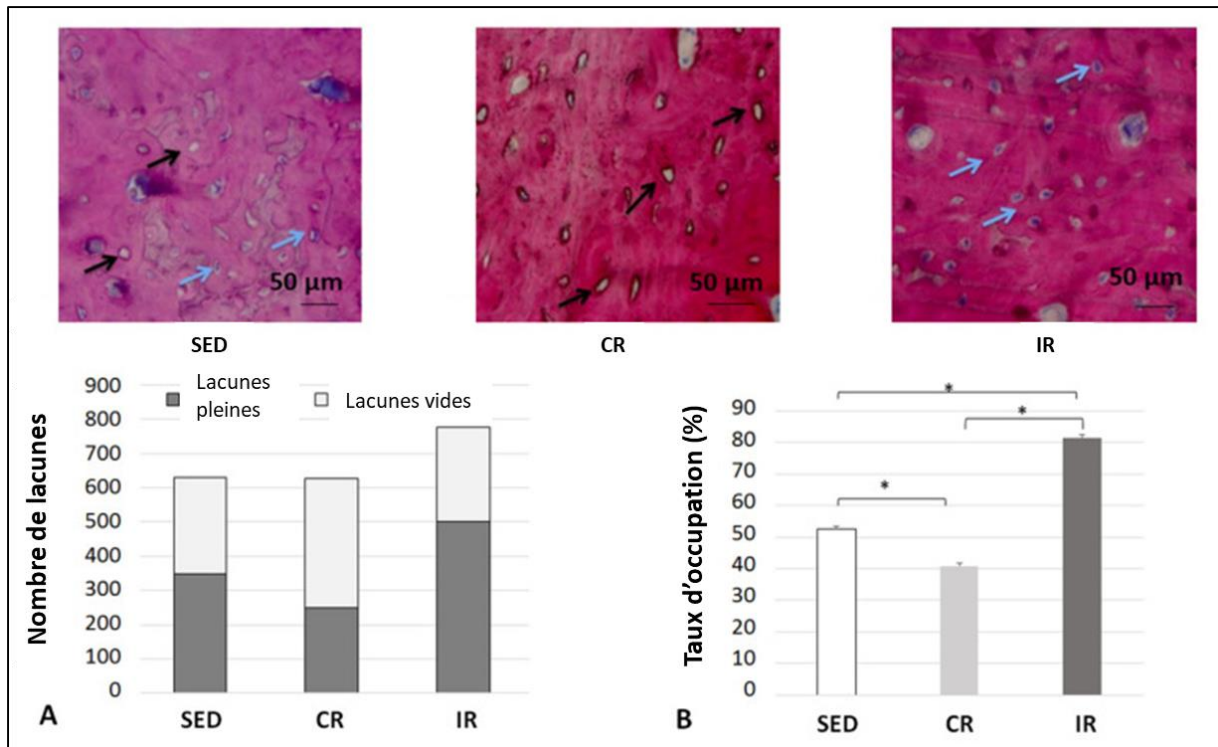 50 µm
50 µm
50 µm
SED
CR
IR
Nombre de lacunes
900
800
700
600
500
400
300
200
100
0
Lacunes
pleines
Lacunes vides
SED
CR
IR
A
Taux d’occupation (%)
90
80
70
60
50
40
30
20
10
0
*
*
*
SED
CR
IR
B